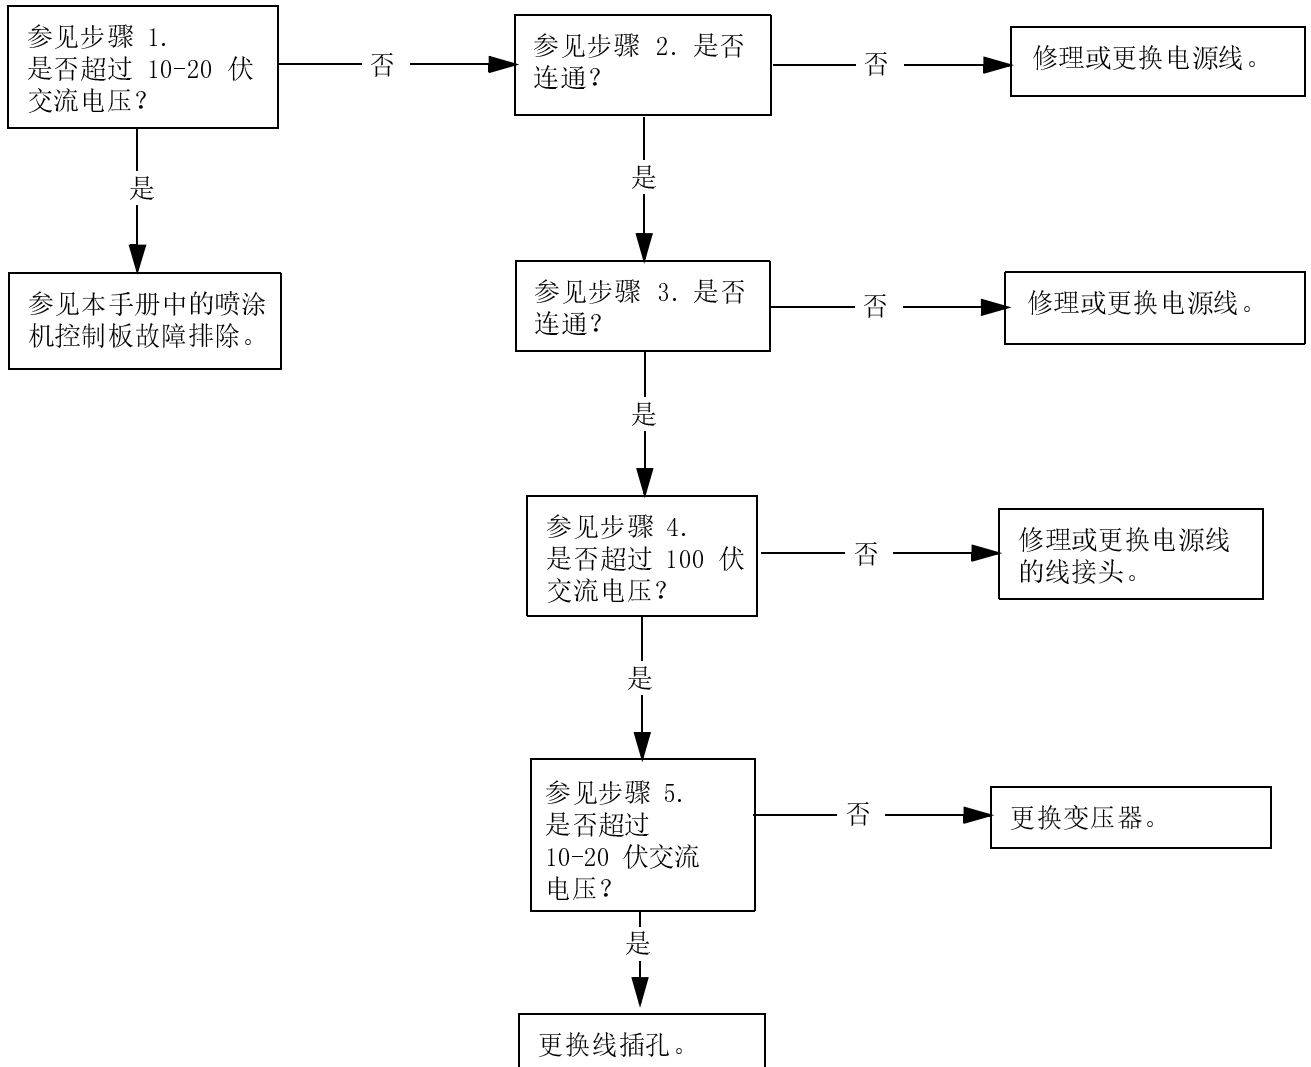 参见步骤 1.
是否超过 10-20 伏
交流电压？
否
参见步骤 2. 是否
连通？
否
修理或更换电源线。
是
是
参见本手册中的喷涂
机控制板故障排除。
参见步骤 3. 是否
连通？
否
修理或更换电源线。
是
参见步骤 4.
是否超过 100 伏
交流电压？
否
修理或更换电源线
的线接头。
是
参见步骤 5.
是否超过
10-20 伏交流
电压？
否
更换变压器。
是
更换线插孔。